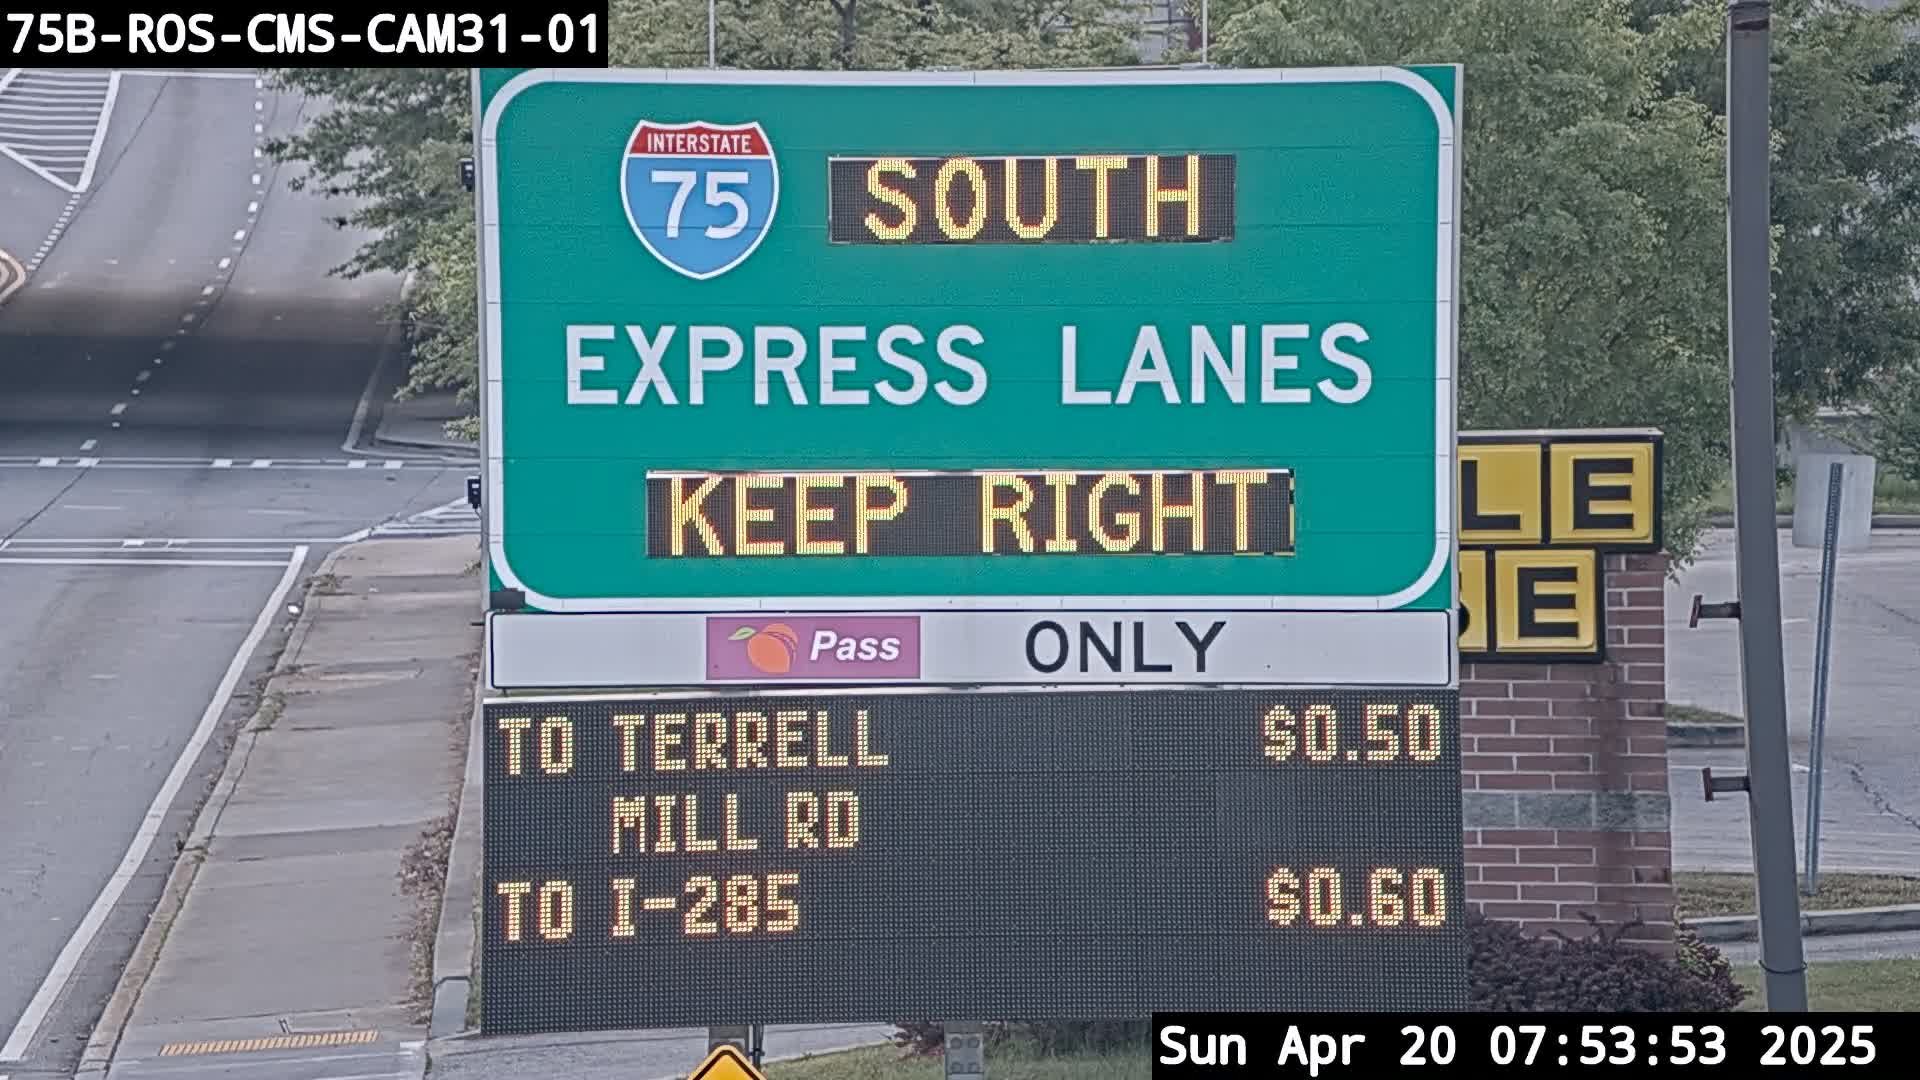 75B-ROS-CMS-CAM31-01
INTERSTATE
75
SOUTH
EXPRESS LANES
KEEP RIGHT
Pass ONLY
LE
E
TO TERRELL $0.50
MILL RD
TO I-285 $0.60
Sun Apr 20 07:53:53 2025